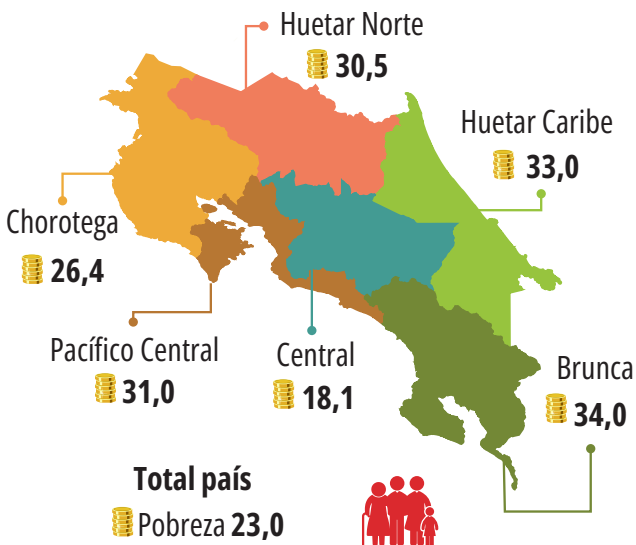 Huetar Norte
30,5
Huetar Caribe
33,0
Chorotega
26,4
Pacífico Central
31,0
Central
18,1
Brunca
34,0
Total país
Pobreza 23,0